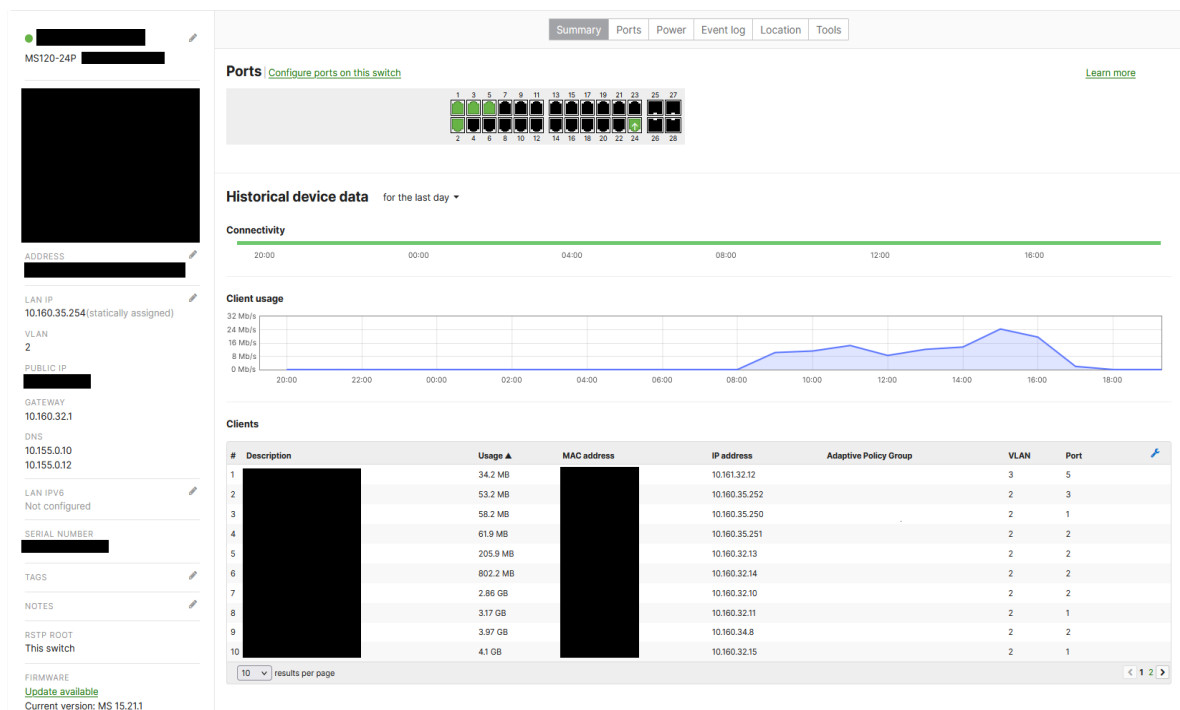 MS120-24P
ADDRESS
LAN IP
10.160.35.254(statically assigned)
VLAN
2
PUBLIC IP
GATEWAY
10.160.32.1
DNS
10.155.0.10
10.155.0.12
LAN IPV6
Not configured
SERIAL NUMBER
TAGS
NOTES
RSTP ROOT
This switch
FIRMWARE
Update available
Current version: MS 15.21.1
Summary Ports Power Event log Location Tools
Ports Configure ports on this switch Learn more
1 3 5 7 9 11 13 15 17 19 21 23 25 27
2 4 6 8 10 12 14 16 18 20 22 24 26 28
Historical device data for the last day
Connectivity
20:00 00:00 04:00 08:00 12:00 16:00
Client usage
32 Mb/s
24 Mb/s
16 Mb/s
8 Mb/s
0 Mb/s
20:00 22:00 00:00 02:00 04:00 06:00 08:00 10:00 12:00 14:00 16:00 18:00
Clients
# Description Usage ▲ MAC address IP address Adaptive Policy Group VLAN Port
1 34.2 MB 10.161.32.12 3 5
2 53.2 MB 10.160.35.252 2 3
3 58.2 MB 10.160.35.250 2 1
4 61.9 MB 10.160.35.251 2 2
5 205.9 MB 10.160.32.13 2 2
6 802.2 MB 10.160.32.14 2 2
7 2.86 GB 10.160.32.10 2 2
8 3.17 GB 10.160.32.11 2 1
9 3.97 GB 10.160.34.8 2 2
10 4.1 GB 10.160.32.15 2 1
10 results per page 1 2